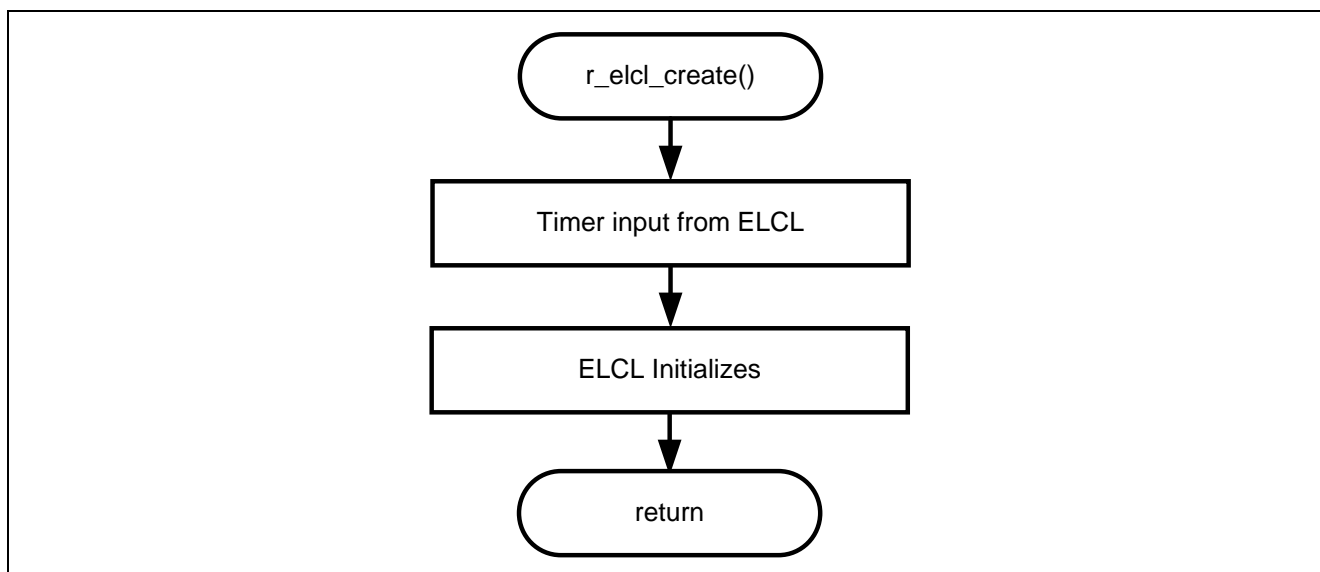 r_elcl_create()
Timer input from ELCL
ELCL Initializes
return